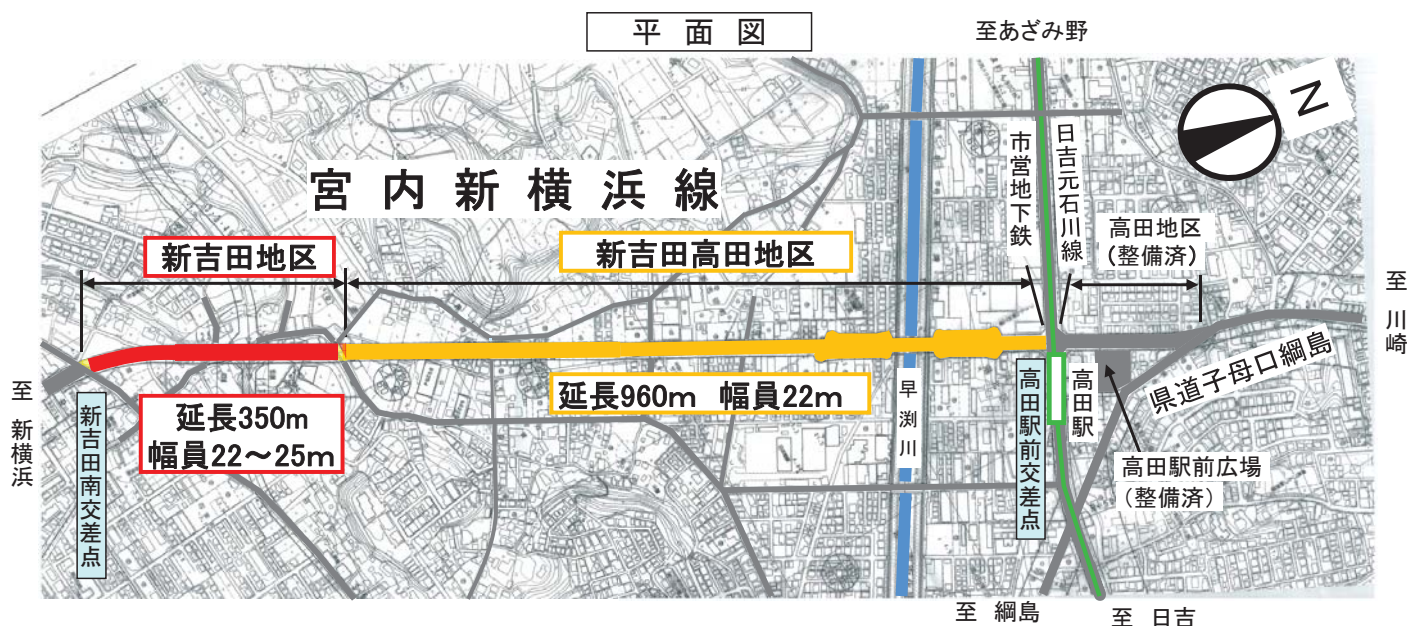 平面図
至あざみ野
N
宮内新横浜線
市営地下鉄
日吉元石川線
高田地区
(整備済)
新吉田地区
新吉田高田地区
至 川崎
県道子母口綱島
至 新横浜
新吉田南交差点
延長350m
幅員22～25m
延長960m 幅員22m
早渕川
高田駅前交差点
高田駅
高田駅前広場
(整備済)
至 綱島
至 日吉